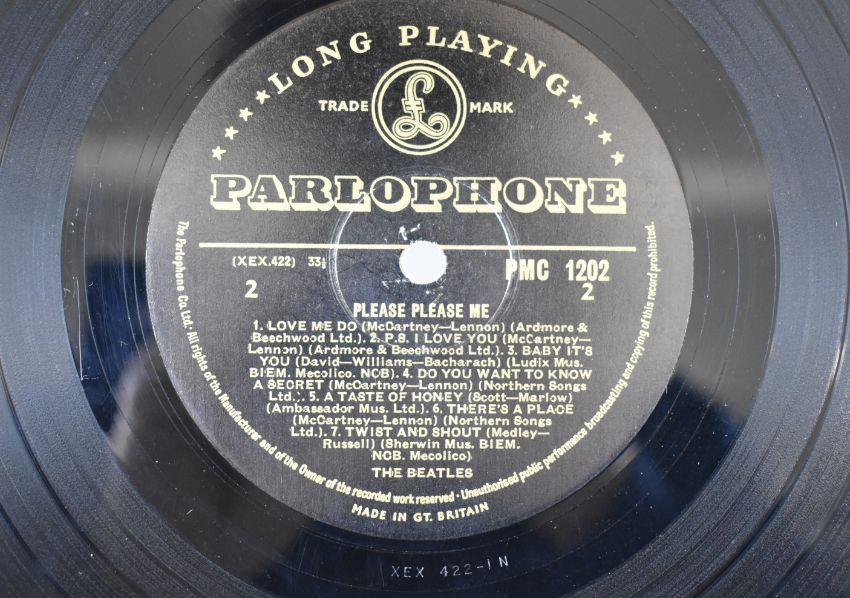 LONG PLAYING
TRADE £ MARK
PARLOPHONE
(XEX.422) 33⅓
PMC 1202
2
2
PLEASE PLEASE ME
1. LOVE ME DO (McCartney—Lennon) (Ardmore &
Beechwood Ltd.). 2. P.S. I LOVE YOU (McCartney—
Lennon) (Ardmore & Beechwood Ltd.). 3. BABY IT'S
YOU (David—Williams—Bacharach) (Ludix Mus.
BIEM. Mecolico. NCB). 4. DO YOU WANT TO KNOW
A SECRET (McCartney—Lennon) (Northern Songs
Ltd.). 5. A TASTE OF HONEY (Scott—Marlow)
(Ambassador Mus. Ltd.). 6. THERE'S A PLACE
(McCartney—Lennon) (Northern Songs
Ltd.). 7. TWIST AND SHOUT (Medley—
Russell) (Sherwin Mus. BIEM.
NCB. Mecolico)
THE BEATLES
The Parlophone Co. Ltd. All rights of the Manufacturer and of the Owner of the recorded work reserved · Unauthorised public performance broadcasting and copying of this record prohibited.
MADE IN GT. BRITAIN
XEX 422-1N